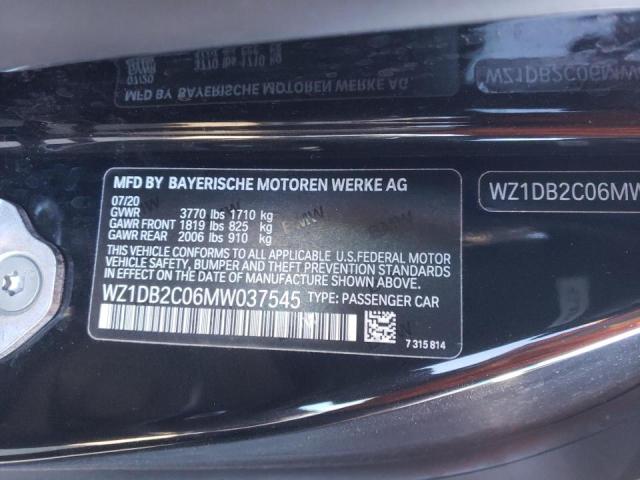 MFD BY BAYERISCHE MOTOREN WERKE AG
WZ1DB2C06MW
MFD BY BAYERISCHE MOTOREN WERKE AG
07/20
GVWR 3770 lbs 1710 kg
GAWR FRONT 1819 lbs 825 kg
GAWR REAR 2006 lbs 910 kg
THIS VEHICLE CONFORMS TO ALL APPLICABLE U.S.FEDERAL MOTOR
VEHICLE SAFETY, BUMPER AND THEFT PREVENTION STANDARDS
IN EFFECT ON THE DATE OF MANUFACTURE SHOWN ABOVE.
WZ1DB2C06MW037545 TYPE: PASSENGER CAR
7 315 814
WZ1DB2C06MW